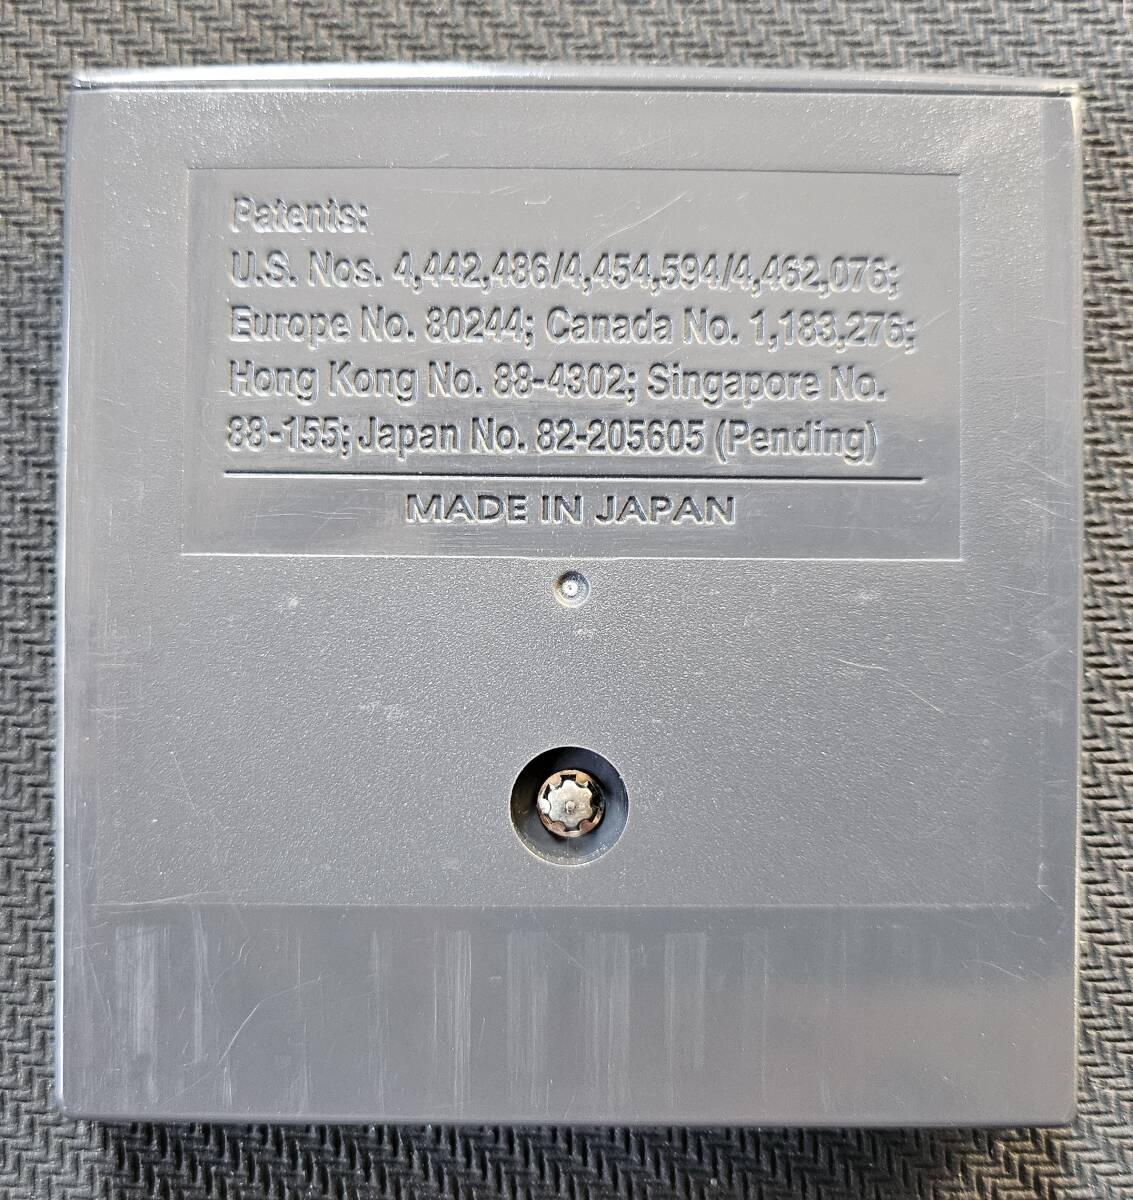 Patents:
U.S. Nos. 4,442,486/4,454,594/4,462,076;
Europe No. 80244; Canada No. 1,183,276;
Hong Kong No. 88-4302; Singapore No.
88-155; Japan No. 82-205605 (Pending)
MADE IN JAPAN